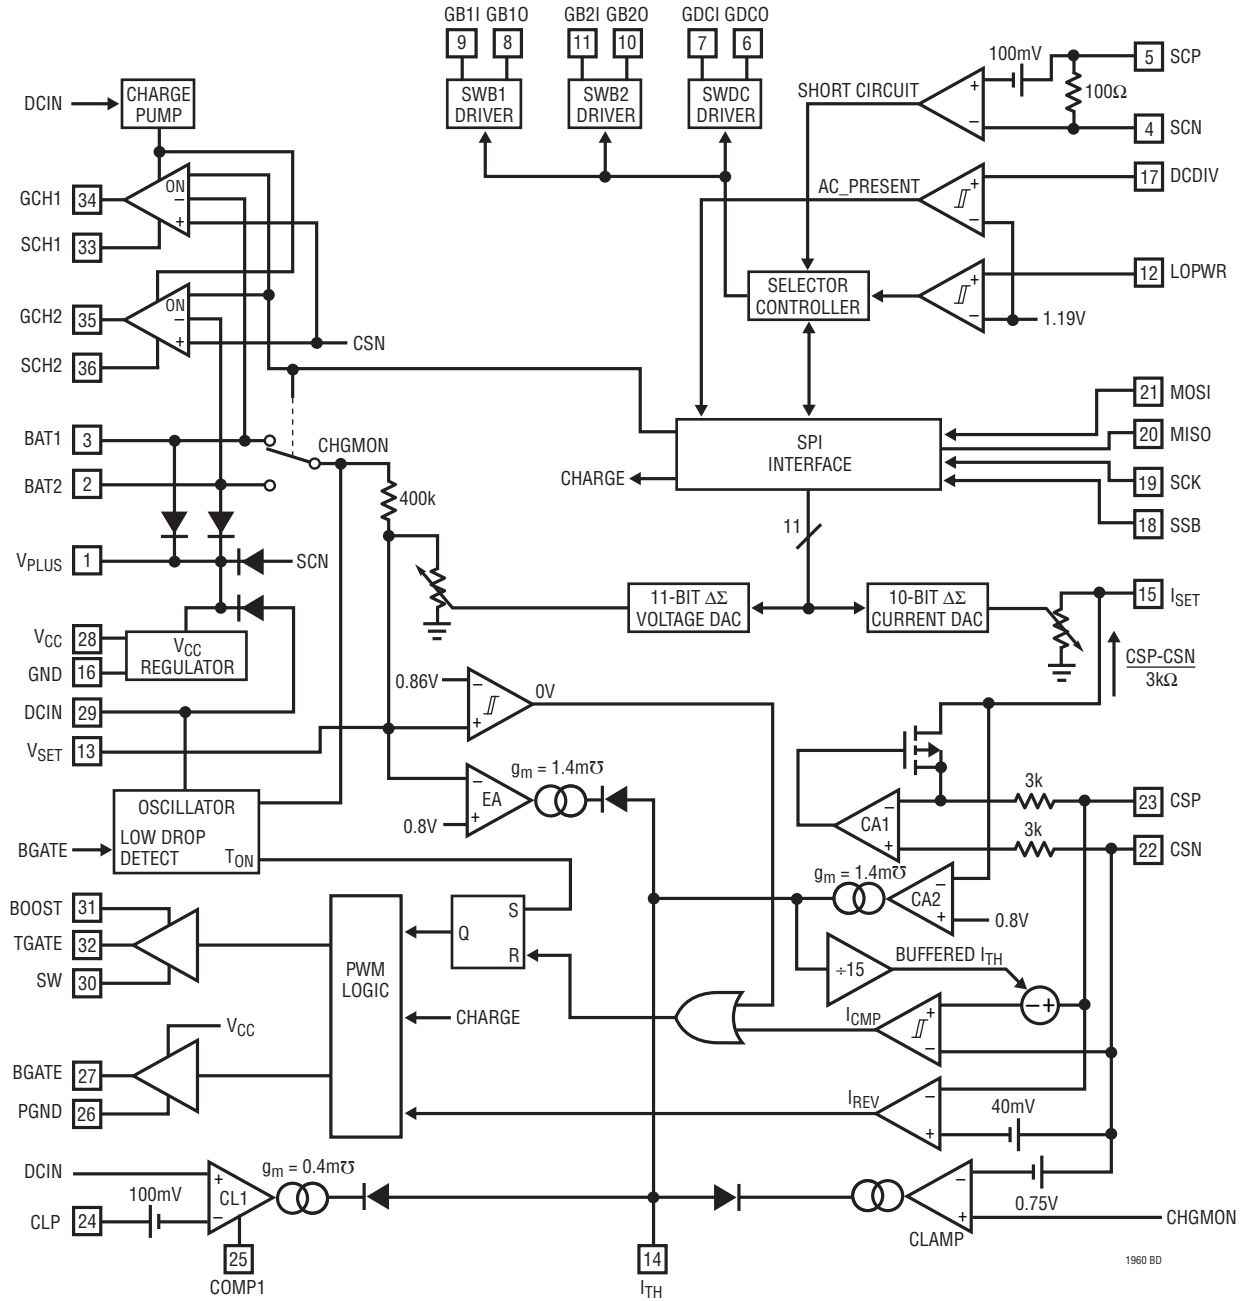 GB1I GB1O GB2I GB2O GDCI GDCO
9 8 11 10 7 6
SWB1 DRIVER
SWB2 DRIVER
SWDC DRIVER
100mV
5 SCP
100Ω
4 SCN
SHORT CIRCUIT
+
–
DCIN
CHARGE PUMP
17 DCDIV
AC_PRESENT
+
–
GCH1 34
ON
–
+
SCH1 33
12 LOPWR
+
–
1.19V
SELECTOR CONTROLLER
GCH2 35
ON
–
+
CSN
SCH2 36
21 MOSI
20 MISO
19 SCK
18 SSB
SPI INTERFACE
CHARGE
BAT1 3
CHGMON
BAT2 2
400k
11
VPLUS 1
SCN
11-BIT ΔΣ VOLTAGE DAC
10-BIT ΔΣ CURRENT DAC
15 ISET
VCC 28
VCC REGULATOR
GND 16
CSP-CSN
3kΩ
DCIN 29
0.86V
–
+
0V
VSET 13
gm = 1.4m℧
–
EA
+
0.8V
OSCILLATOR
LOW DROP DETECT
TON
BGATE
3k
23 CSP
–
CA1
+
3k
22 CSN
gm = 1.4m℧
–
CA2
+
0.8V
BOOST 31
TGATE 32
SW 30
PWM LOGIC
S
Q
R
÷15
BUFFERED ITH
–+
CHARGE
ICMP
+
–
VCC
BGATE 27
PGND 26
IREV
–
+
40mV
DCIN
gm = 0.4m℧
+
CL1
–
100mV
CLP 24
25
COMP1
14
ITH
–
+
CLAMP
0.75V
CHGMON
1960 BD